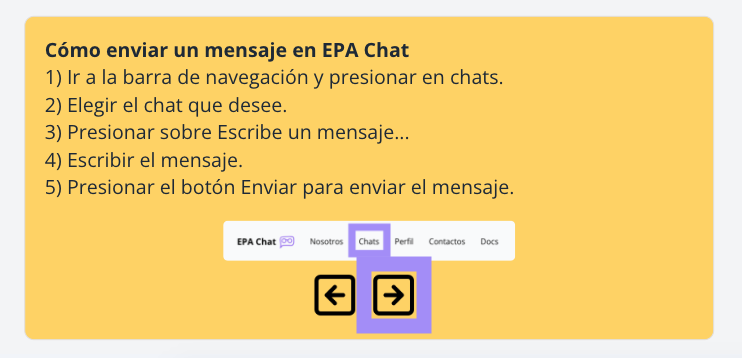 Cómo enviar un mensaje en EPA Chat
1) Ir a la barra de navegación y presionar en chats.
2) Elegir el chat que desee.
3) Presionar sobre Escribe un mensaje...
4) Escribir el mensaje.
5) Presionar el botón Enviar para enviar el mensaje.
EPA Chat Nosotros Chats Perfil Contactos Docs